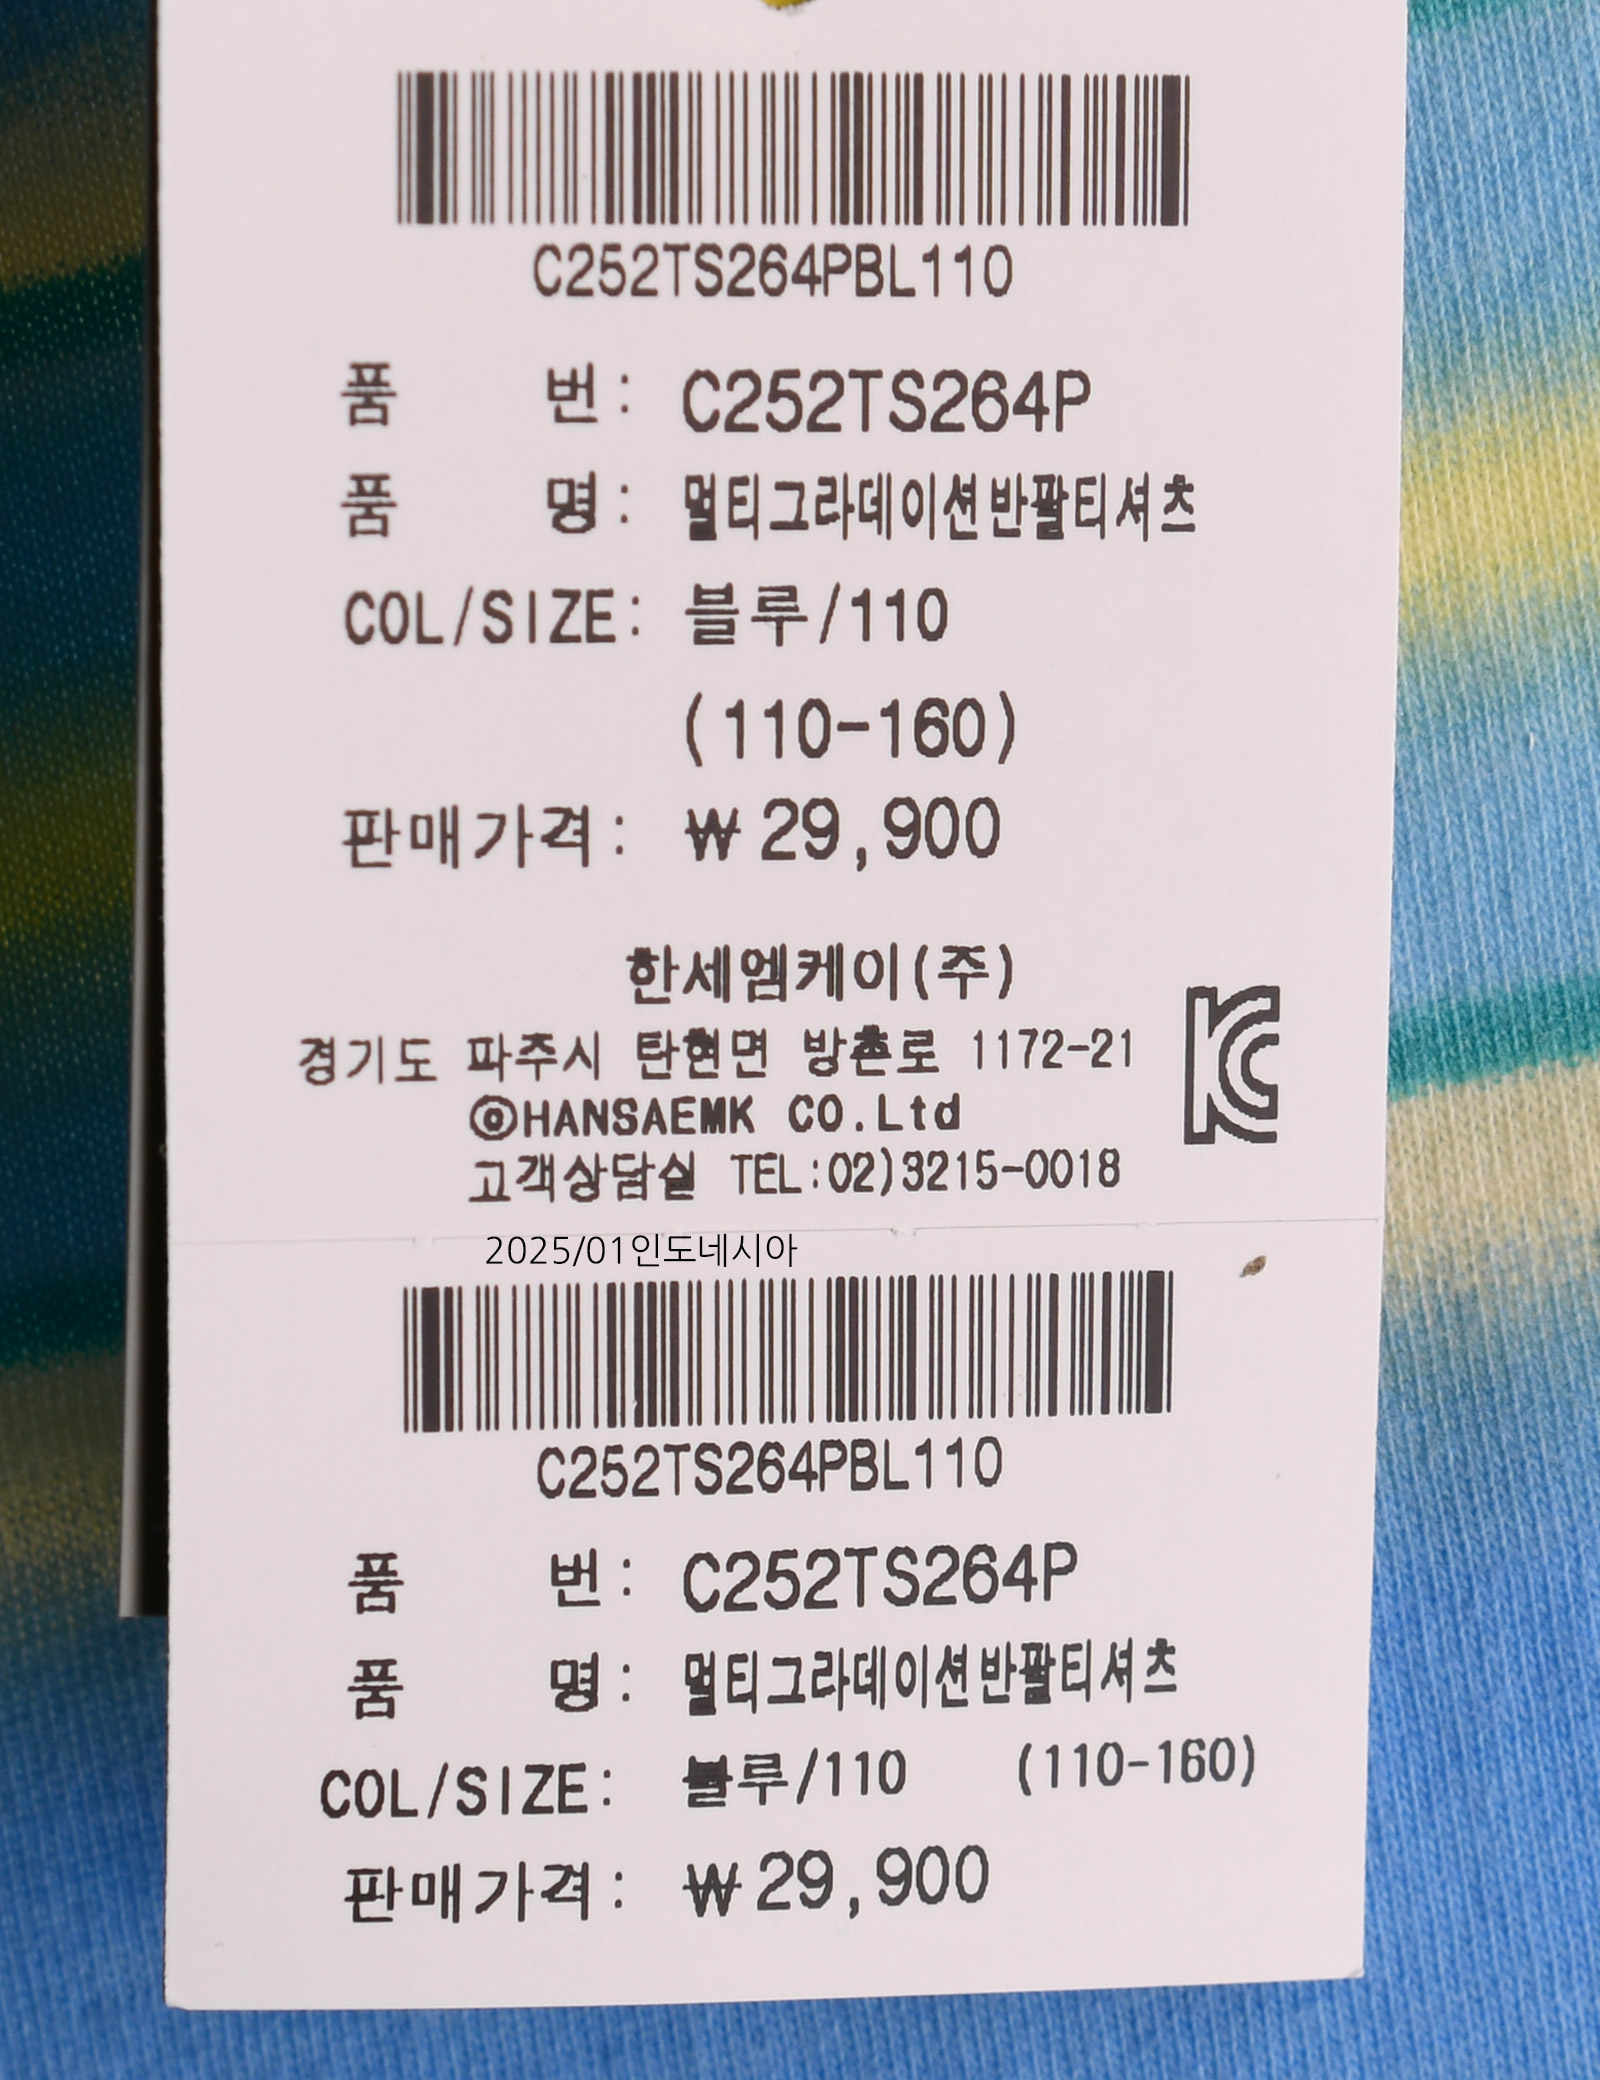 C252TS264PBL110
품 번: C252TS264P
품 명: 멀티그라데이션반팔티셔츠
COL/SIZE: 블루/110
(110-160)
판매가격: ₩29,900
한세엠케이(주)
경기도 파주시 탄현면 방촌로 1172-21
@HANSAEMK CO.Ltd
고객상담실 TEL:02)3215-0018
2025/01인도네시아
C252TS264PBL110
품 번: C252TS264P
품 명: 멀티그라데이션반팔티셔츠
COL/SIZE: 블루/110 (110-160)
판매가격: ₩29,900